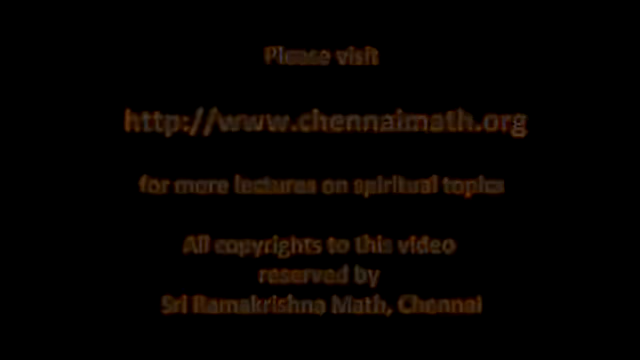 Please visit
http://www.chennaimath.org
for more lectures on spiritual topics
All copyrights to this video
reserved by
Sri Ramakrishna Math, Chennai